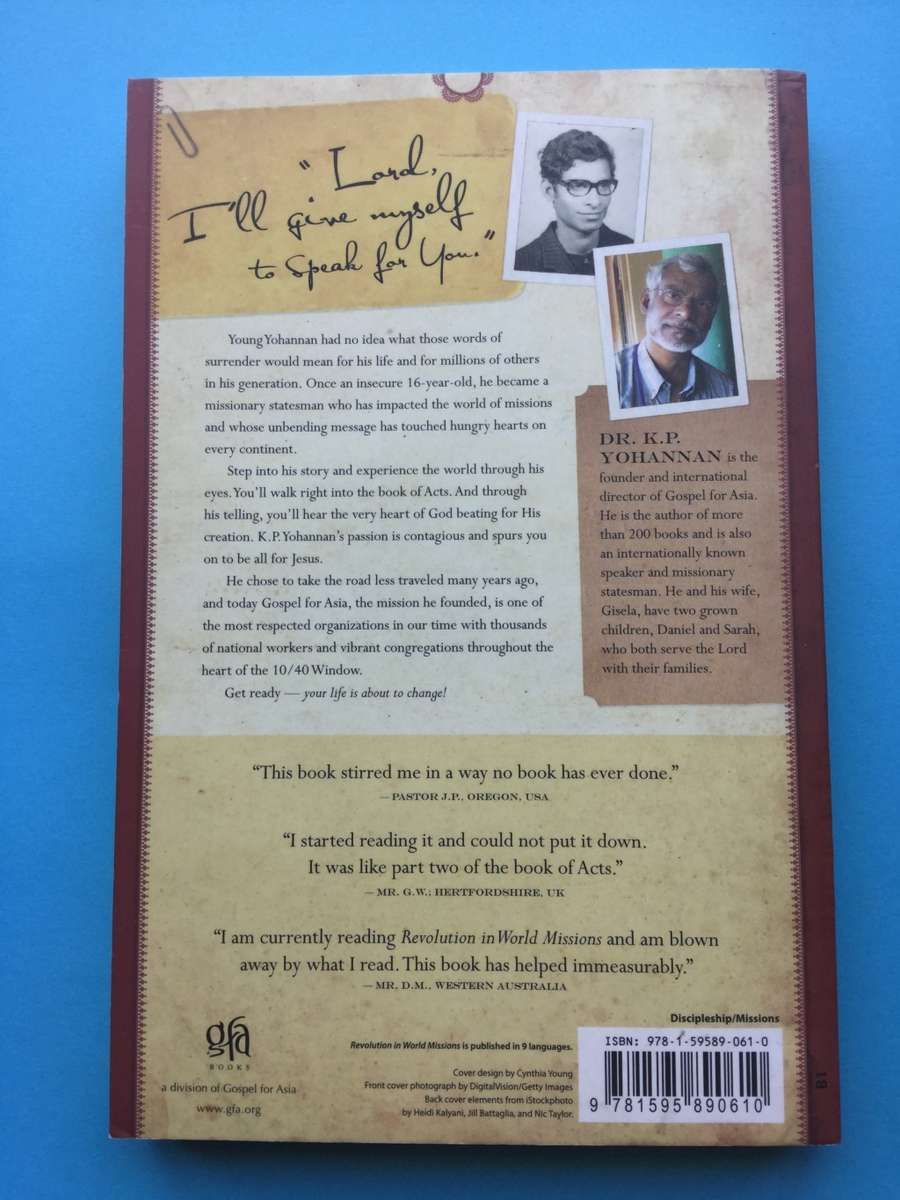 “Lord,
I’ll give myself
to Speak for You.”
Young Yohannan had no idea what those words of
surrender would mean for his life and for millions of others
in his generation. Once an insecure 16-year-old, he became a
missionary statesman who has impacted the world of missions
and whose unbending message has touched hungry hearts on
every continent.
Step into his story and experience the world through his
eyes. You’ll walk right into the book of Acts. And through
his telling, you’ll hear the very heart of God beating for His
creation. K.P. Yohannan’s passion is contagious and spurs you
on to be all for Jesus.
He chose to take the road less traveled many years ago,
and today Gospel for Asia, the mission he founded, is one of
the most respected organizations in our time with thousands
of national workers and vibrant congregations throughout the
heart of the 10/40 Window.
Get ready — your life is about to change!
DR. K.P.
YOHANNAN is the
founder and international
director of Gospel for Asia.
He is the author of more
than 200 books and is also
an internationally known
speaker and missionary
statesman. He and his wife,
Gisela, have two grown
children, Daniel and Sarah,
who both serve the Lord
with their families.
“This book stirred me in a way no book has ever done.”
— PASTOR J.P., OREGON, USA
“I started reading it and could not put it down.
It was like part two of the book of Acts.”
— MR. G.W.; HERTFORDSHIRE, UK
“I am currently reading Revolution in World Missions and am blown
away by what I read. This book has helped immeasurably.”
— MR. D.M., WESTERN AUSTRALIA
gfa
BOOKS
a division of Gospel for Asia
www.gfa.org
Revolution in World Missions is published in 9 languages.
Cover design by Cynthia Young
Front cover photograph by DigitalVision/Getty Images
Back cover elements from iStockphoto
by Heidi Kalyani, Jill Battaglia, and Nic Taylor.
Discipleship/Missions
ISBN: 978-1-59589-061-0
9 781595 890610
18